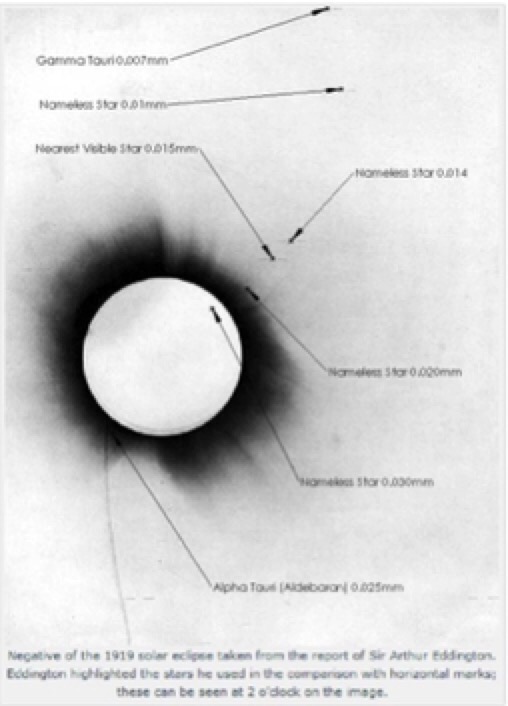 Gamma Tauri 0.007mm
Nameless Star 0.01mm
Nearest Visible Star 0.015mm
Nameless Star 0.014
Nameless Star 0.020mm
Nameless Star 0.030mm
Alpha Tauri (Aldebaran) 0.025mm
Negative of the 1919 solar eclipse taken from the report of Sir Arthur Eddington.
Eddington highlighted the stars he used in the comparison with horizontal marks;
these can be seen at 2 o'clock on the image.